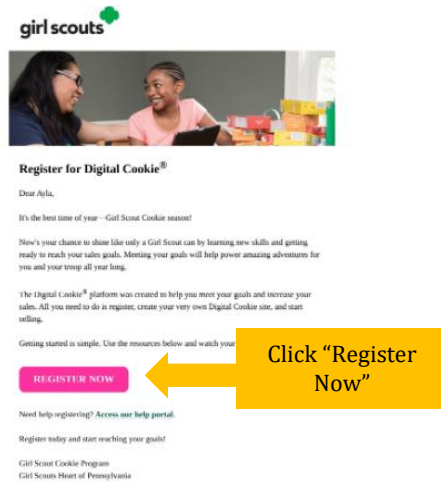 girl scouts
Register for Digital Cookie®
Dear Ayla,
It's the best time of year—Girl Scout Cookie season!
Now's your chance to shine like only a Girl Scout can by learning new skills and getting
ready to reach your sales goals. Meeting your goals will help power amazing adventures for
you and your troop all year long.
The Digital Cookie® platform was created to help you meet your goals and increase your
sales. All you need to do is register, create your very own Digital Cookie site, and start
selling.
Getting started is simple. Use the resources below and watch your
Click “Register
Now”
REGISTER NOW
Need help registering? Access our help portal.
Register today and start reaching your goals!
Girl Scout Cookie Program
Girl Scouts Heart of Pennsylvania